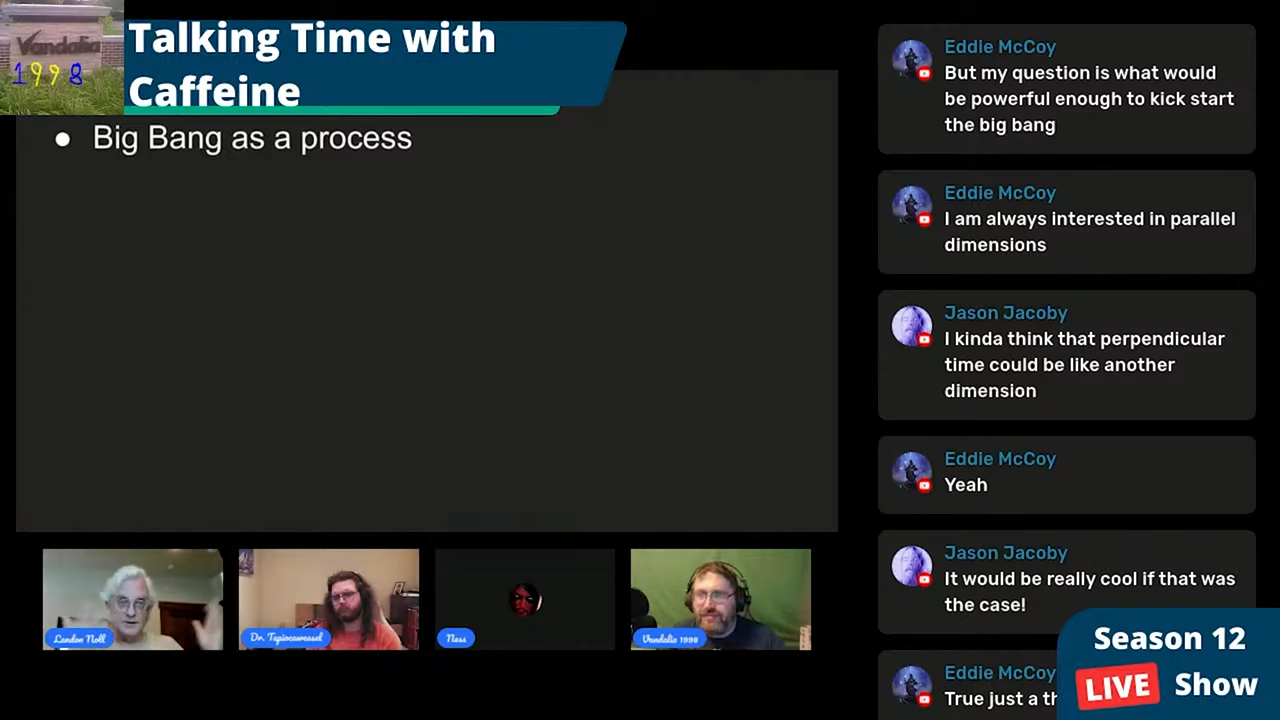 Vandalia
1998
Talking Time with
Caffeine
● Big Bang as a process
Landon Noll
Dr. Tapiocaweasel
Ness
Vandalia 1998
Eddie McCoy
But my question is what would
be powerful enough to kick start
the big bang
Eddie McCoy
I am always interested in parallel
dimensions
Jason Jacoby
I kinda think that perpendicular
time could be like another
dimension
Eddie McCoy
Yeah
Jason Jacoby
It would be really cool if that was
the case!
Eddie McCoy
True just a th
Season 12
LIVE Show